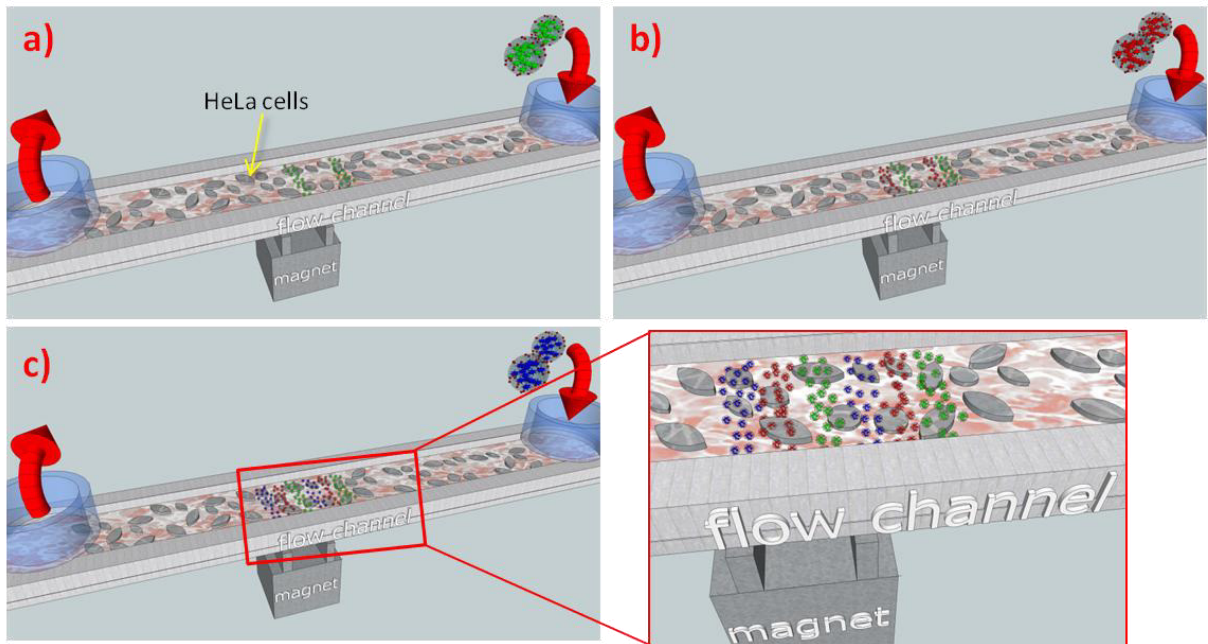 a)
HeLa cells
flow channel
magnet
b)
flow channel
magnet
c)
flow channel
magnet
flow channel
magnet